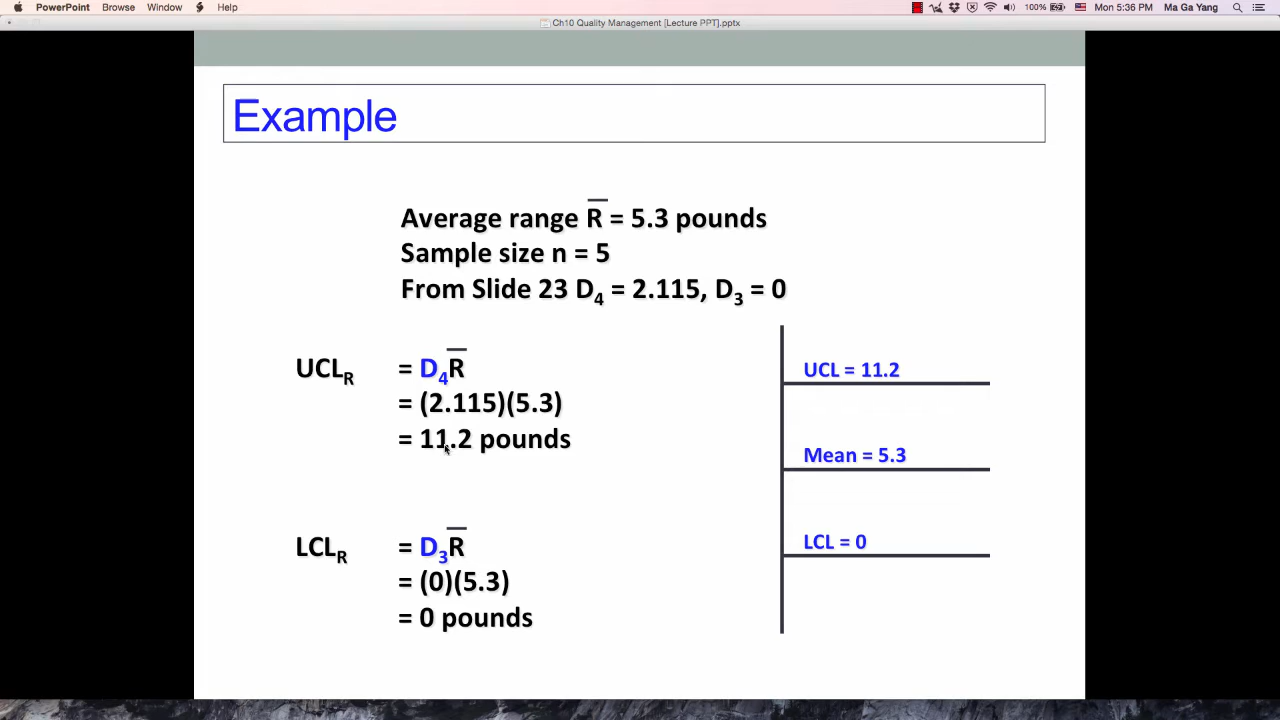 PowerPoint Browse Window Help 100% Mon 5:36 PM Ma Ga Yang
Ch10 Quality Management [Lecture PPT].pptx
Example
Average range R̅ = 5.3 pounds
Sample size n = 5
From Slide 23 D₄ = 2.115, D₃ = 0
UCL_R = D₄R̅
= (2.115)(5.3)
= 11.2 pounds
LCL_R = D₃R̅
= (0)(5.3)
= 0 pounds
UCL = 11.2
Mean = 5.3
LCL = 0